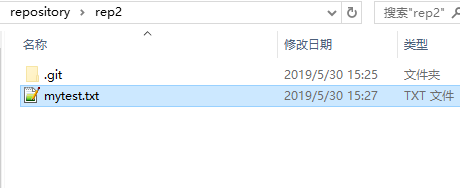 repository › rep2
搜索"rep2"
名称 修改日期 类型
.git 2019/5/30 15:25 文件夹
mytest.txt 2019/5/30 15:27 TXT 文件